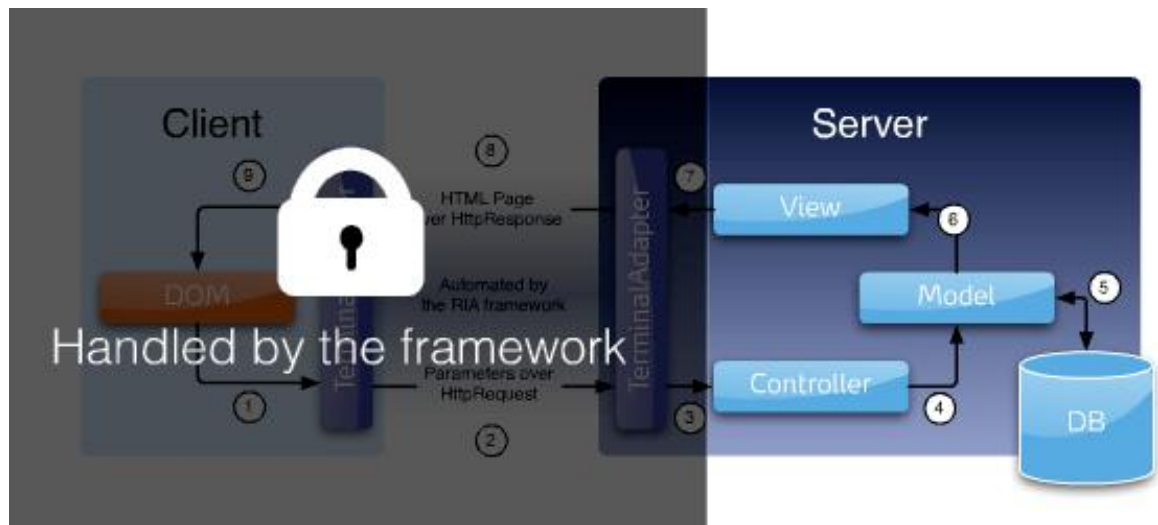 Client
Server
8
9
7
HTML Page
over HttpResponse
View
6
DOM
Automated by
the RIA framework
TerminalAdapter
Model
5
Handled by the framework
Parameters over
HttpRequest
Controller
1
2
3
4
DB